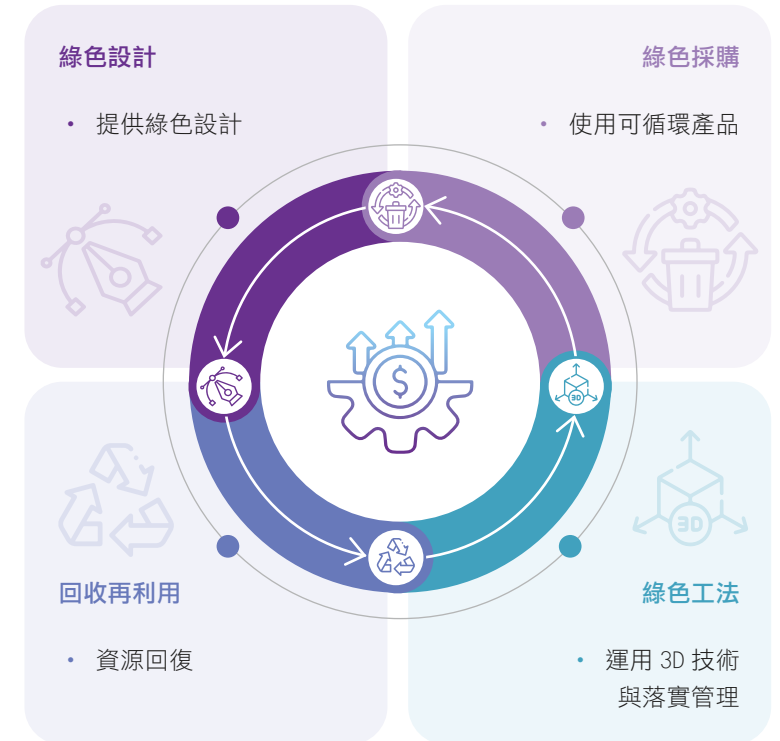 綠色設計
• 提供綠色設計
綠色採購
• 使用可循環產品
$
3D
3D
回收再利用
• 資源回復
綠色工法
• 運用 3D 技術
與落實管理